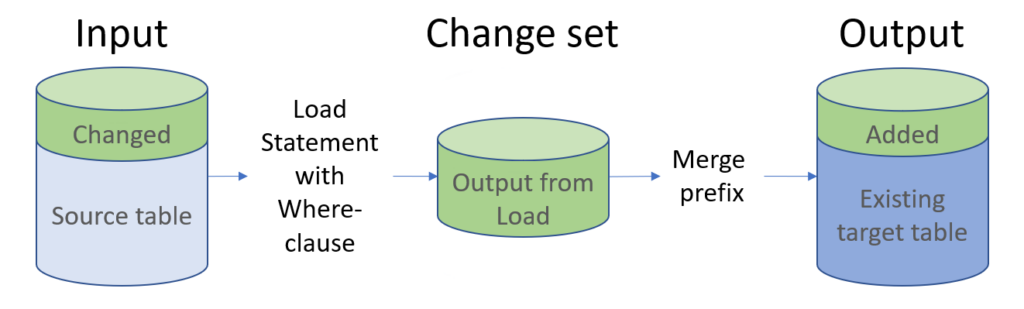 Input
Change set
Output
Changed
Source table
Load
Statement
with
Where-
clause
Output from
Load
Merge
prefix
Added
Existing
target table